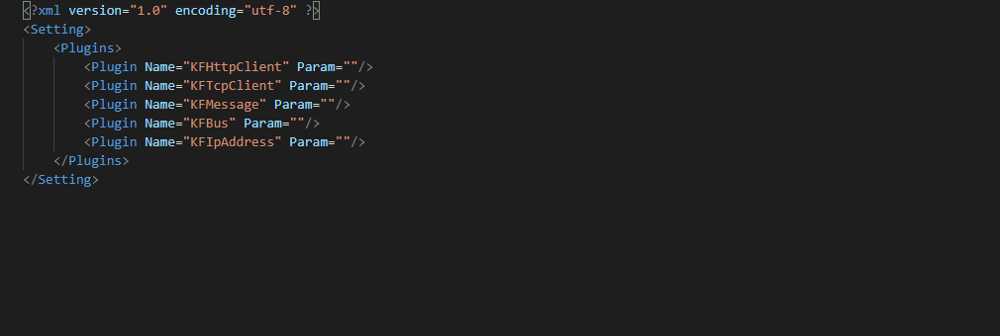 <?xml version="1.0" encoding="utf-8" ?>
<Setting>
    <Plugins>
        <Plugin Name="KFHttpClient" Param=""/>
        <Plugin Name="KFTcpClient" Param=""/>
        <Plugin Name="KFMessage" Param=""/>
        <Plugin Name="KFBus" Param=""/>
        <Plugin Name="KFIpAddress" Param=""/>
    </Plugins>
</Setting>